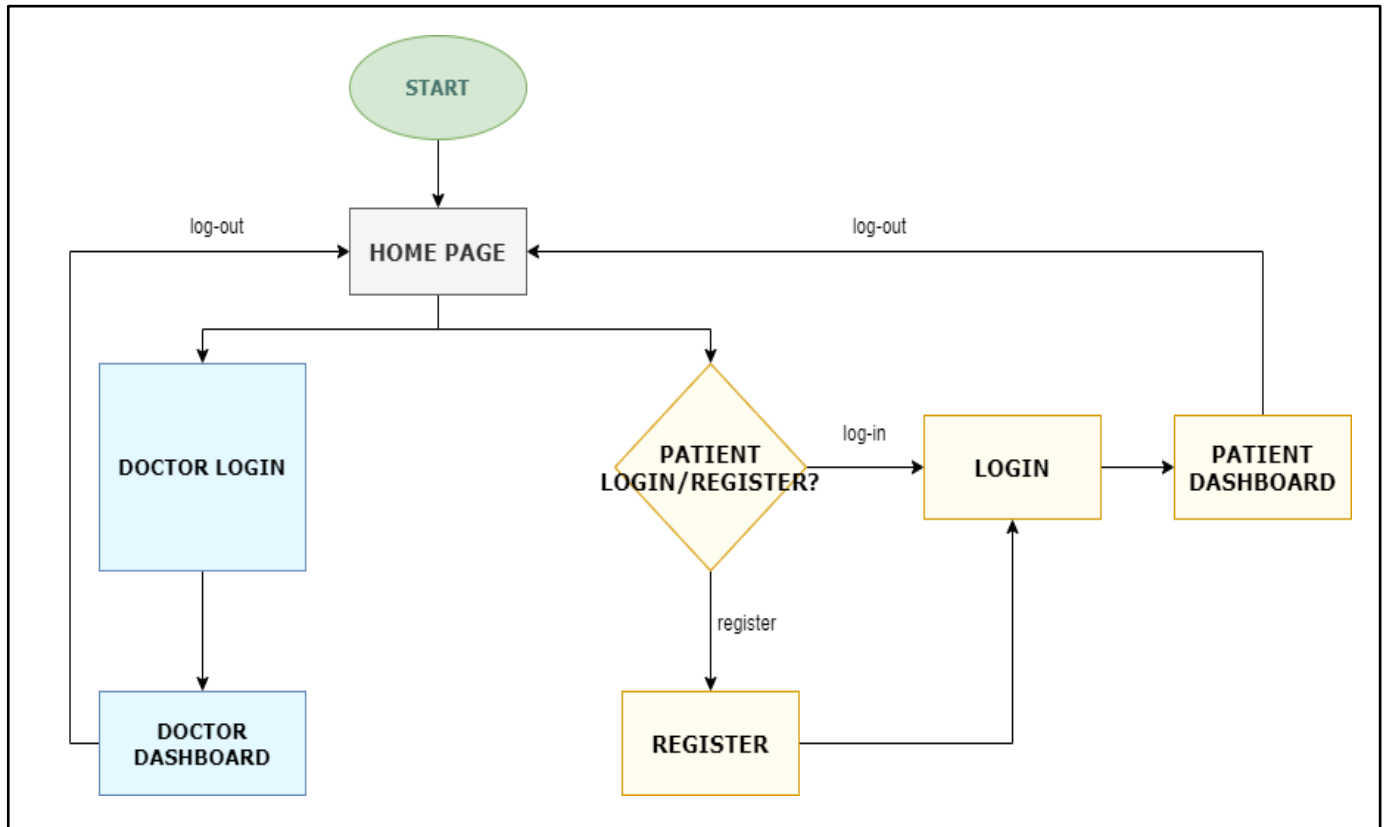 START
log-out
log-out
HOME PAGE
DOCTOR LOGIN
PATIENT
LOGIN/REGISTER?
log-in
LOGIN
PATIENT
DASHBOARD
register
DOCTOR
DASHBOARD
REGISTER